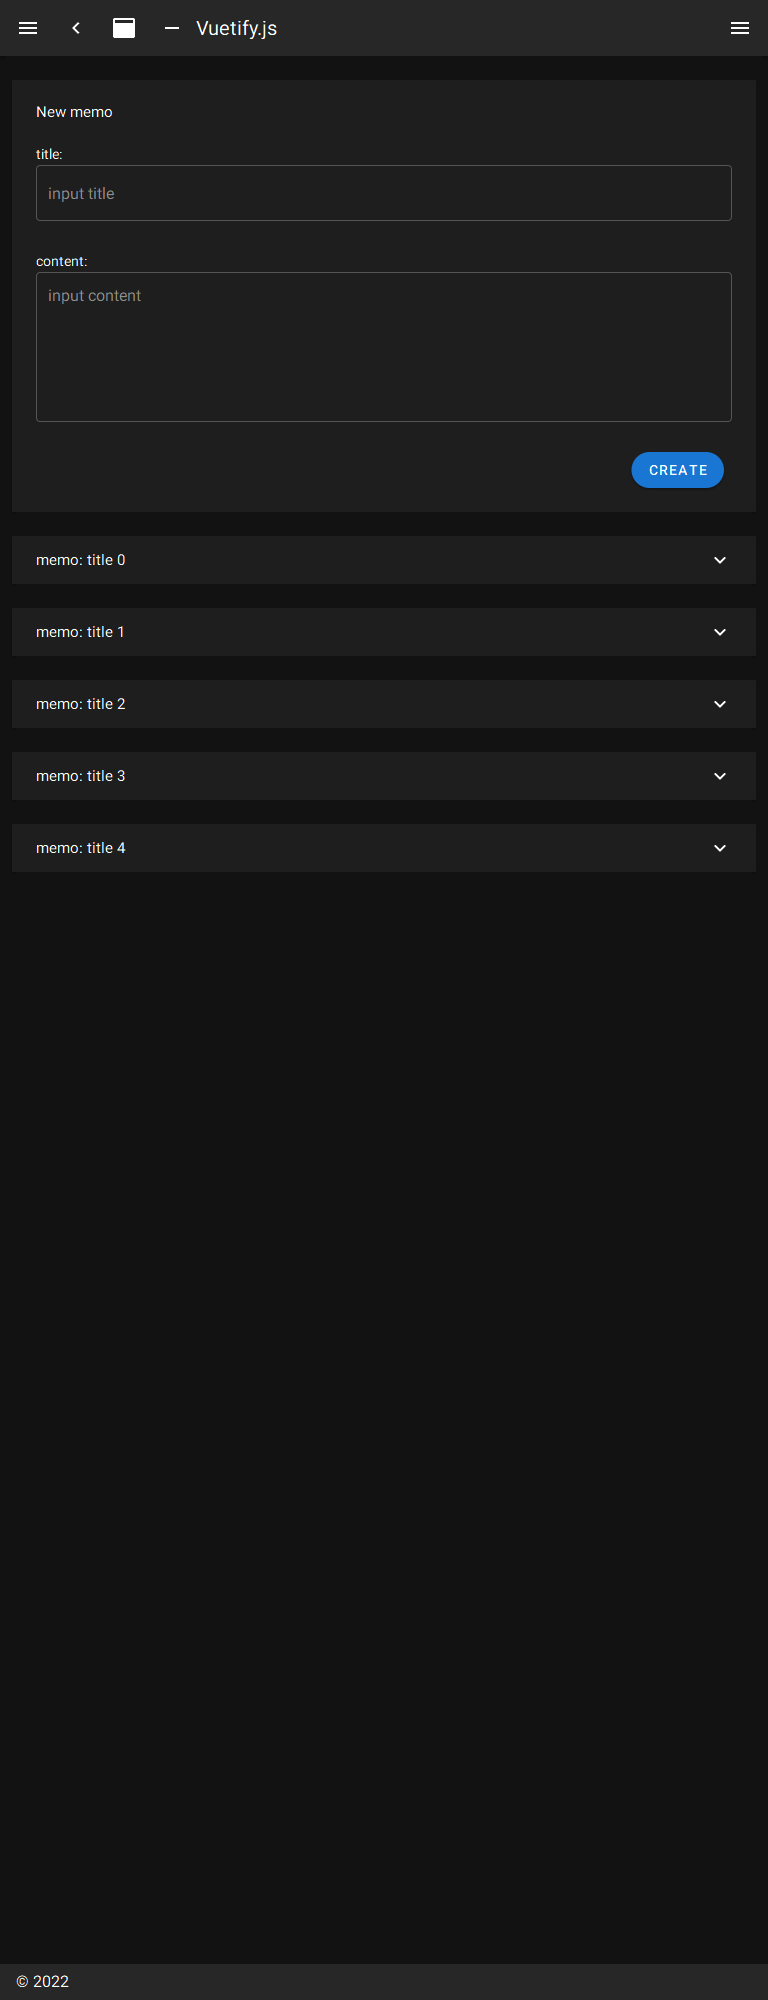 Vuetify.js
New memo
title:
input title
content:
input content
CREATE
memo: title 0
memo: title 1
memo: title 2
memo: title 3
memo: title 4
© 2022